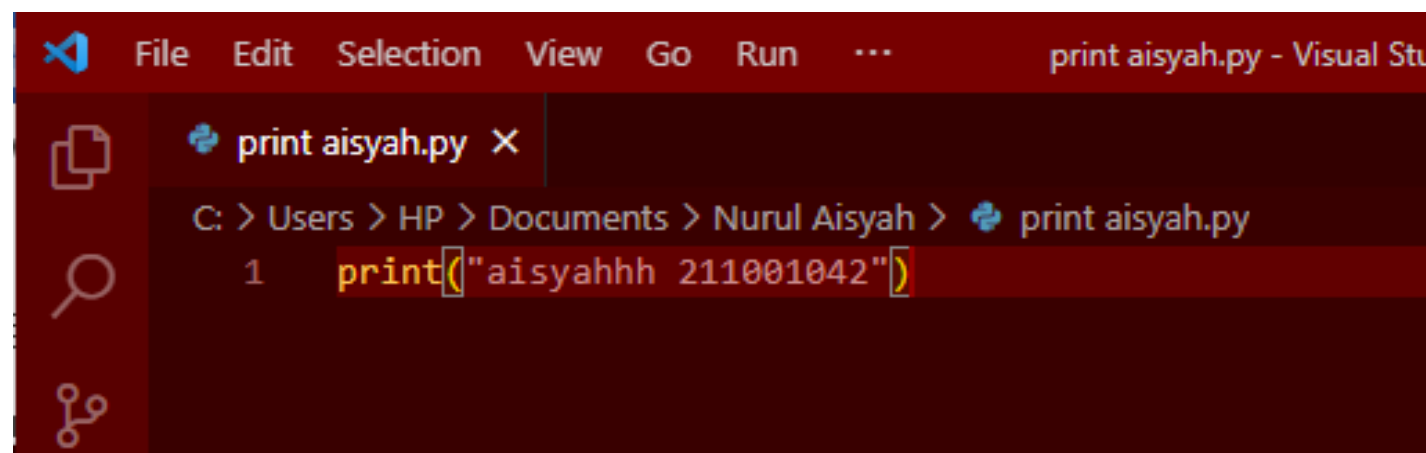 File Edit Selection View Go Run ··· print aisyah.py - Visual Stu
print aisyah.py ×
C: > Users > HP > Documents > Nurul Aisyah > print aisyah.py
1 print("aisyahhh 211001042")